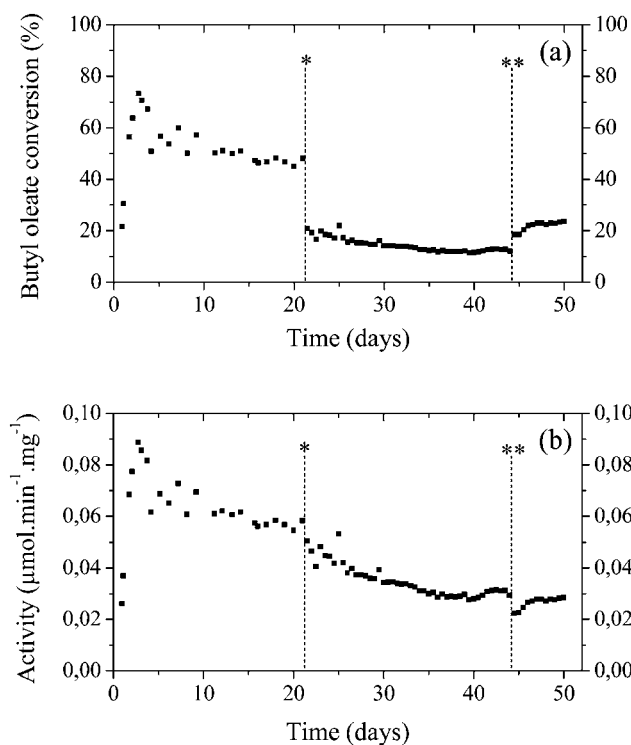 Butyl oleate conversion (%)
100 80 60 40 20 0
(a)
*
**
100 80 60 40 20 0
0 10 20 30 40 50
Time (days)
Activity (µmol.min⁻¹.mg⁻¹)
0,10 0,08 0,06 0,04 0,02 0,00
(b)
*
**
0,10 0,08 0,06 0,04 0,02 0,00
0 10 20 30 40 50
Time (days)